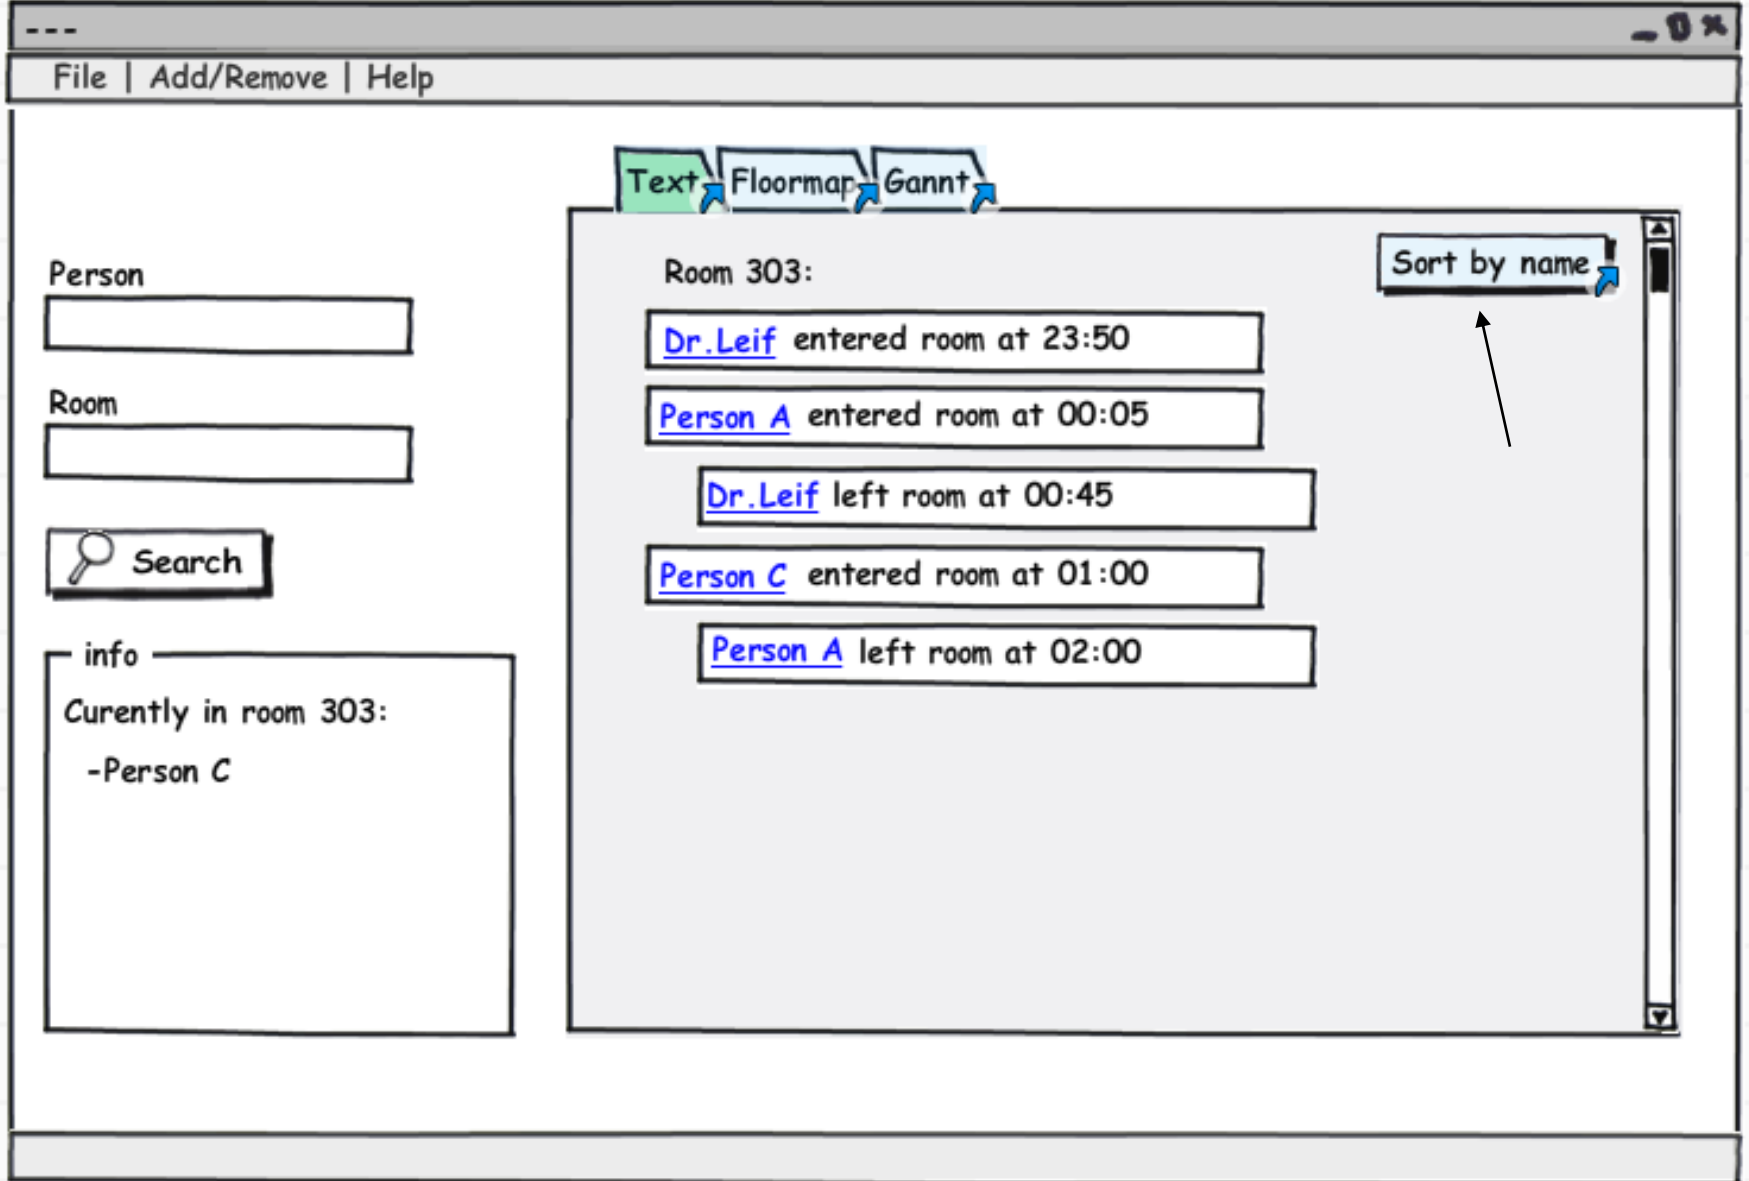 ---
File | Add/Remove | Help
Text Floormap Gannt
Person
Room
Search
info
Curently in room 303:
-Person C
Room 303:
Sort by name
Dr.Leif entered room at 23:50
Person A entered room at 00:05
Dr.Leif left room at 00:45
Person C entered room at 01:00
Person A left room at 02:00